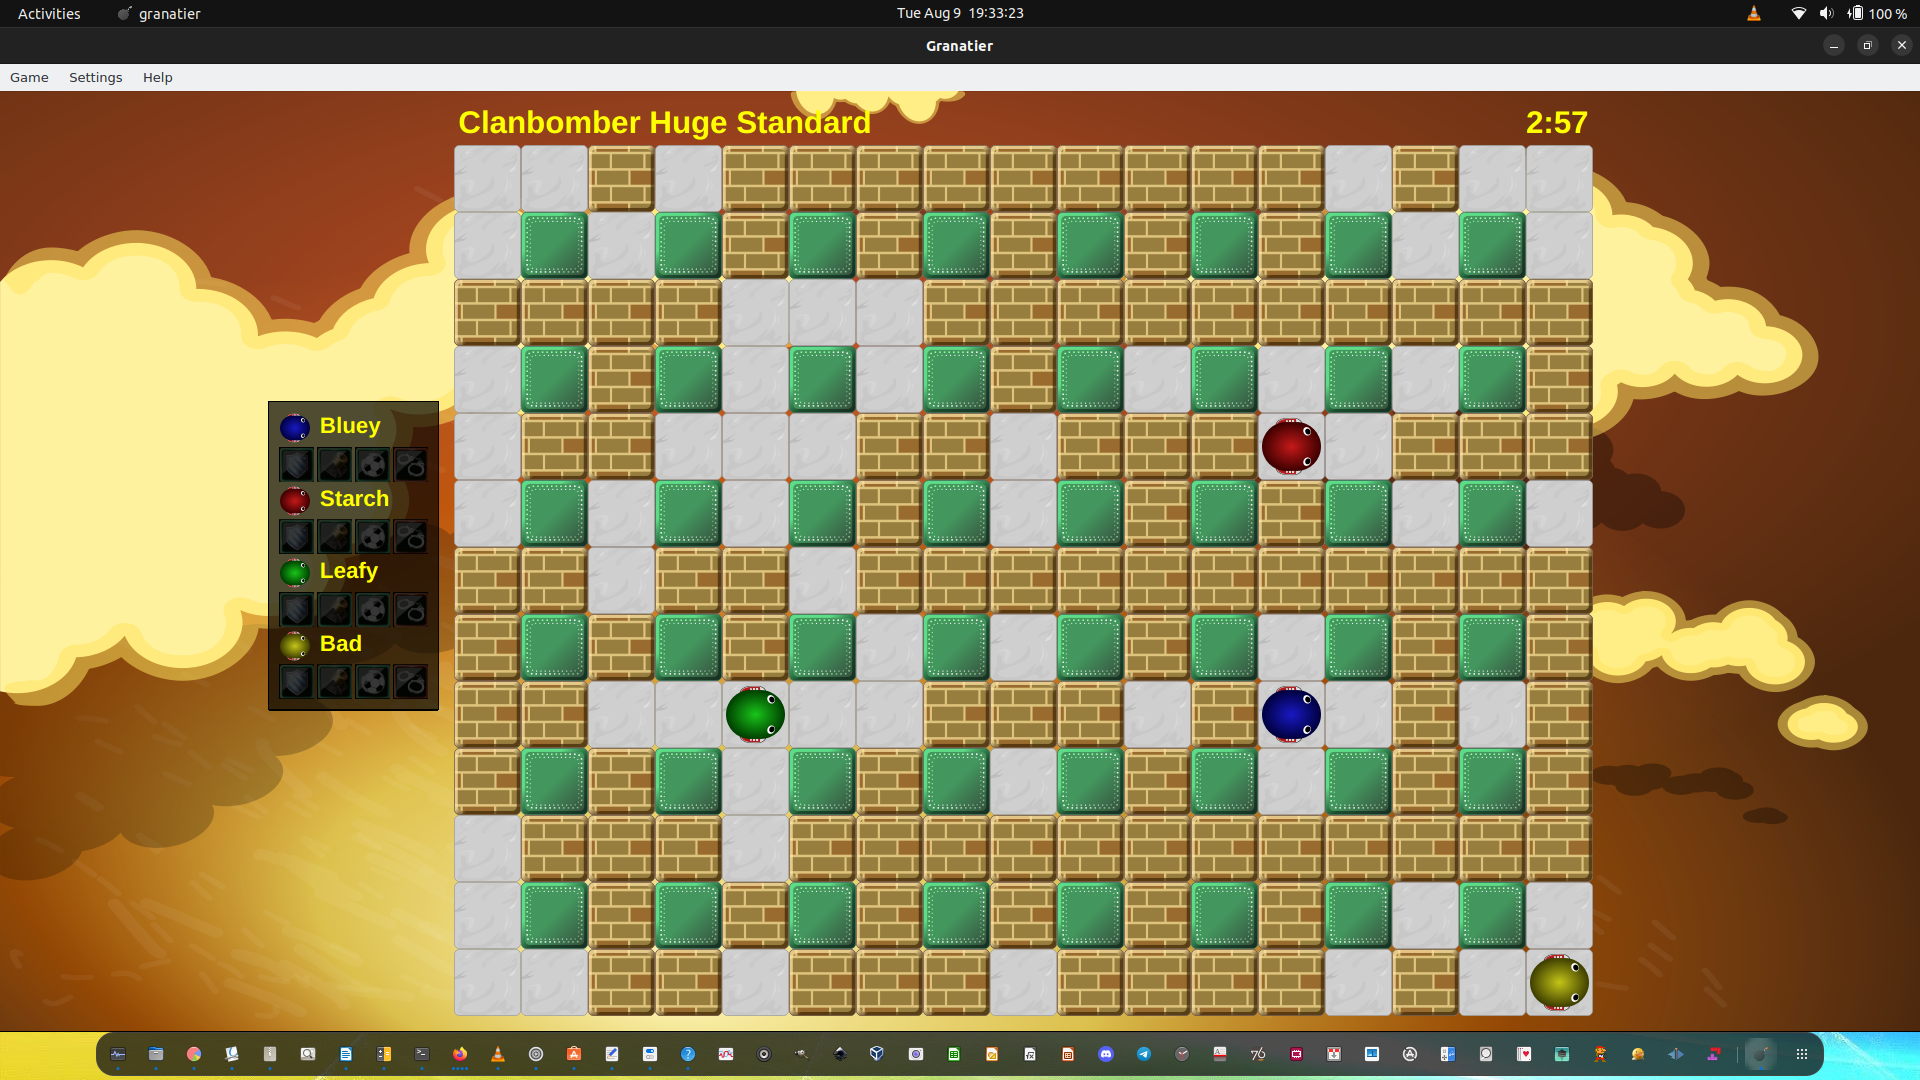 Activities granatier Tue Aug 9 19:33:23 100 %
Granatier
Game Settings Help
Clanbomber Huge Standard 2:57
Bluey
Starch
Leafy
Bad